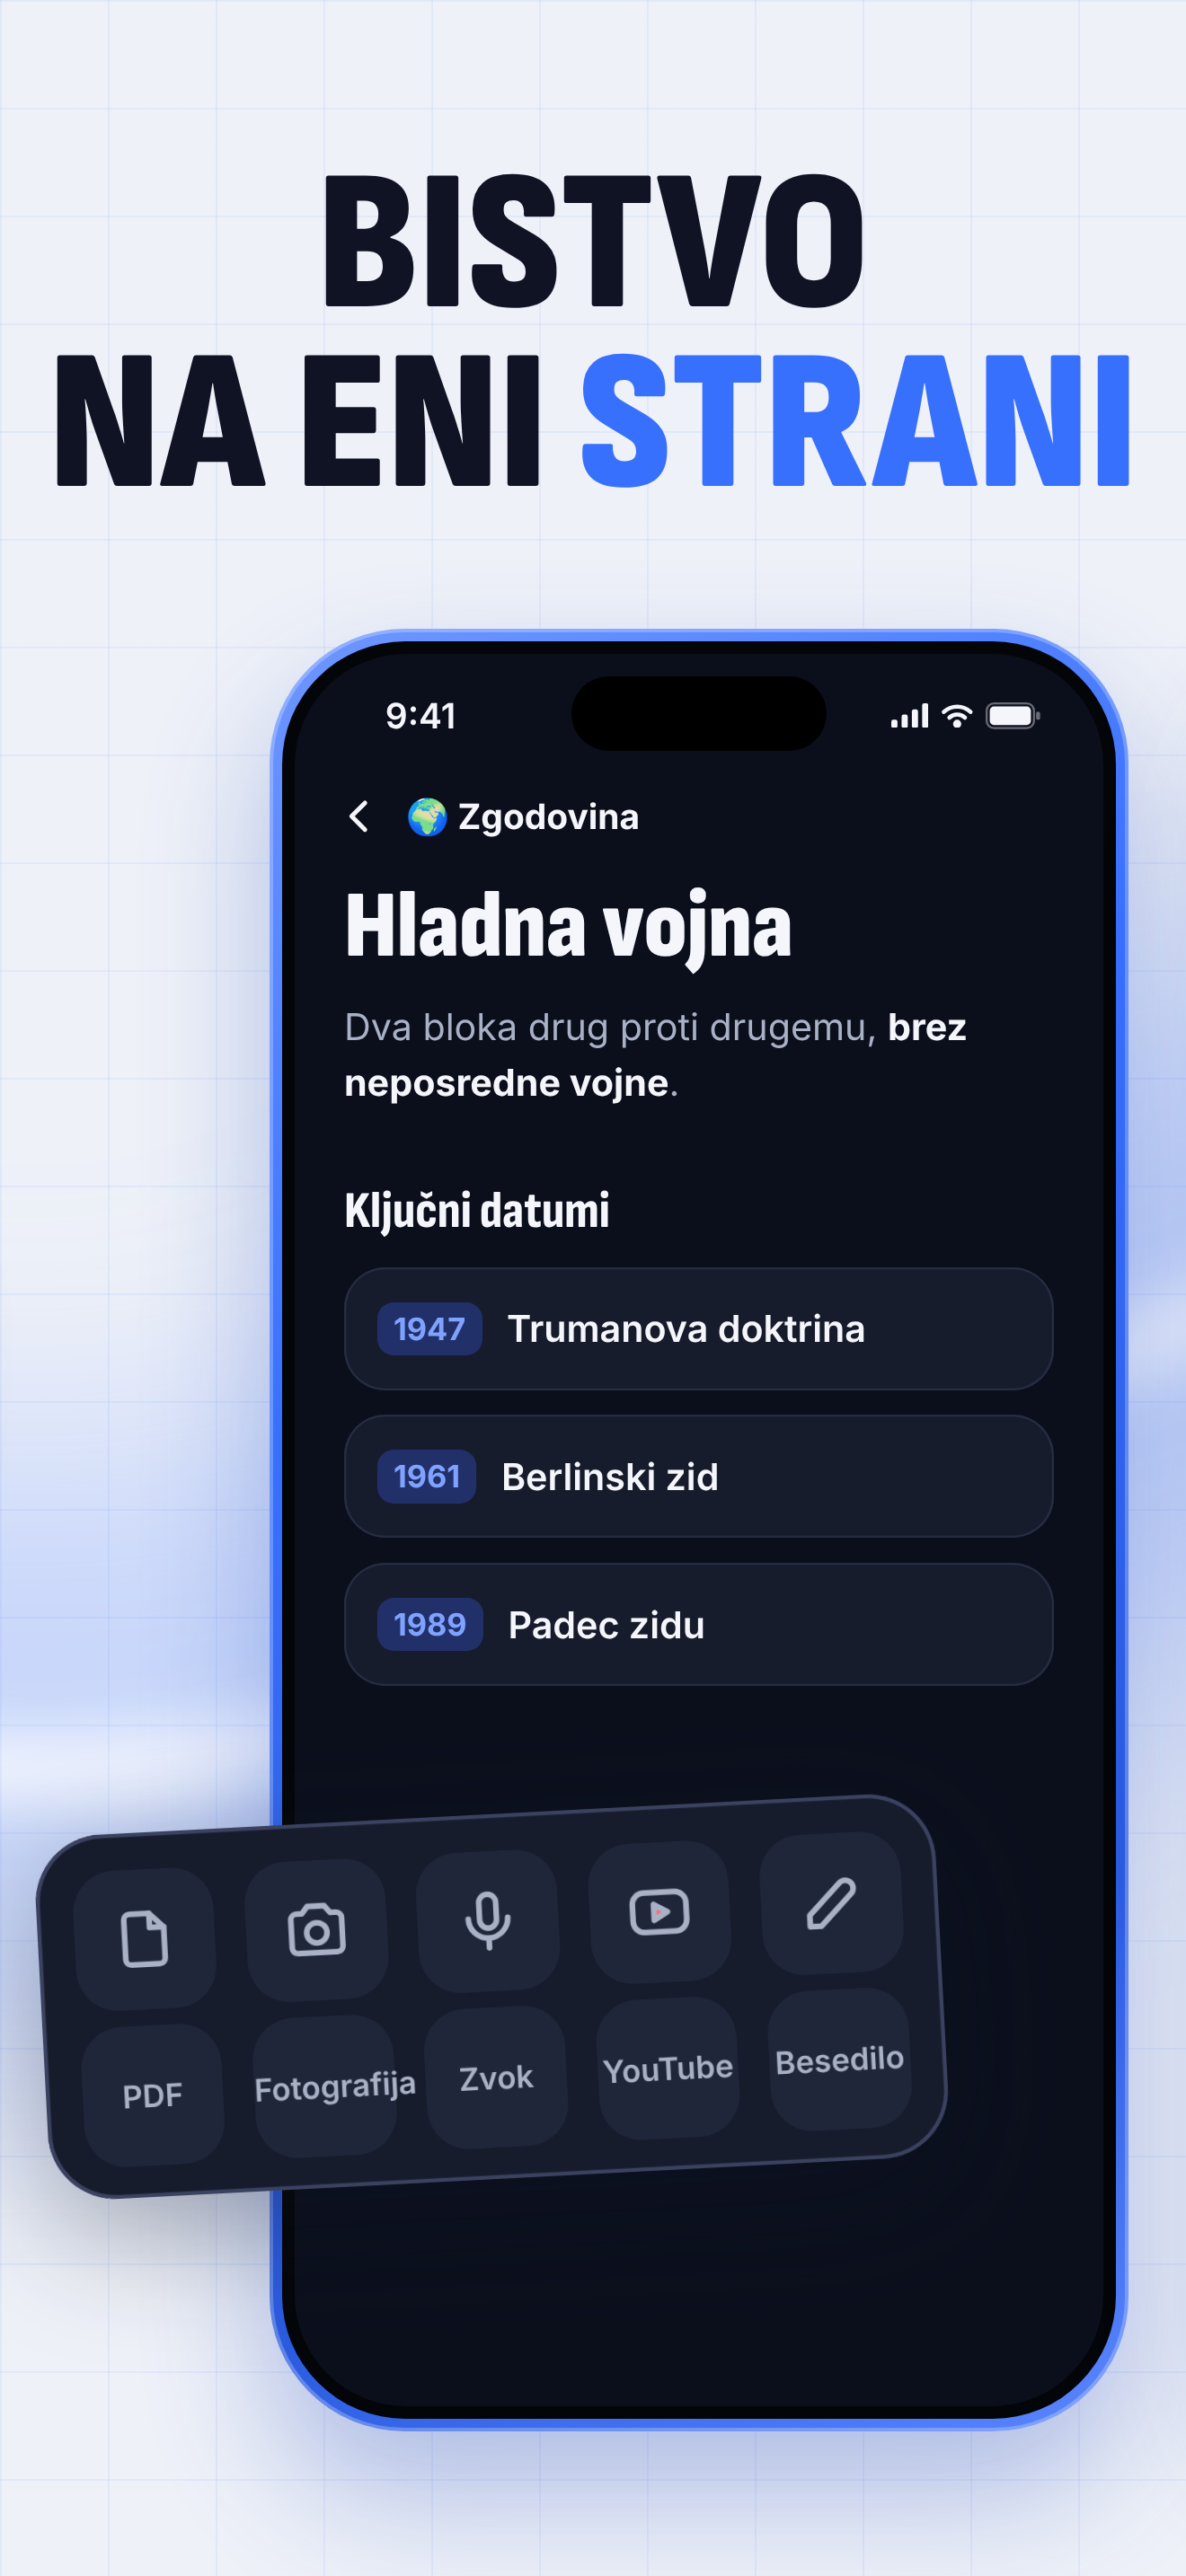 BISTVO
NA ENI STRANI
9:41
Zgodovina
Hladna vojna
Dva bloka drug proti drugemu, brez
neposredne vojne.
Ključni datumi
1947 Trumanova doktrina
1961 Berlinski zid
1989 Padec zidu
PDF Fotografija Zvok YouTube Besedilo